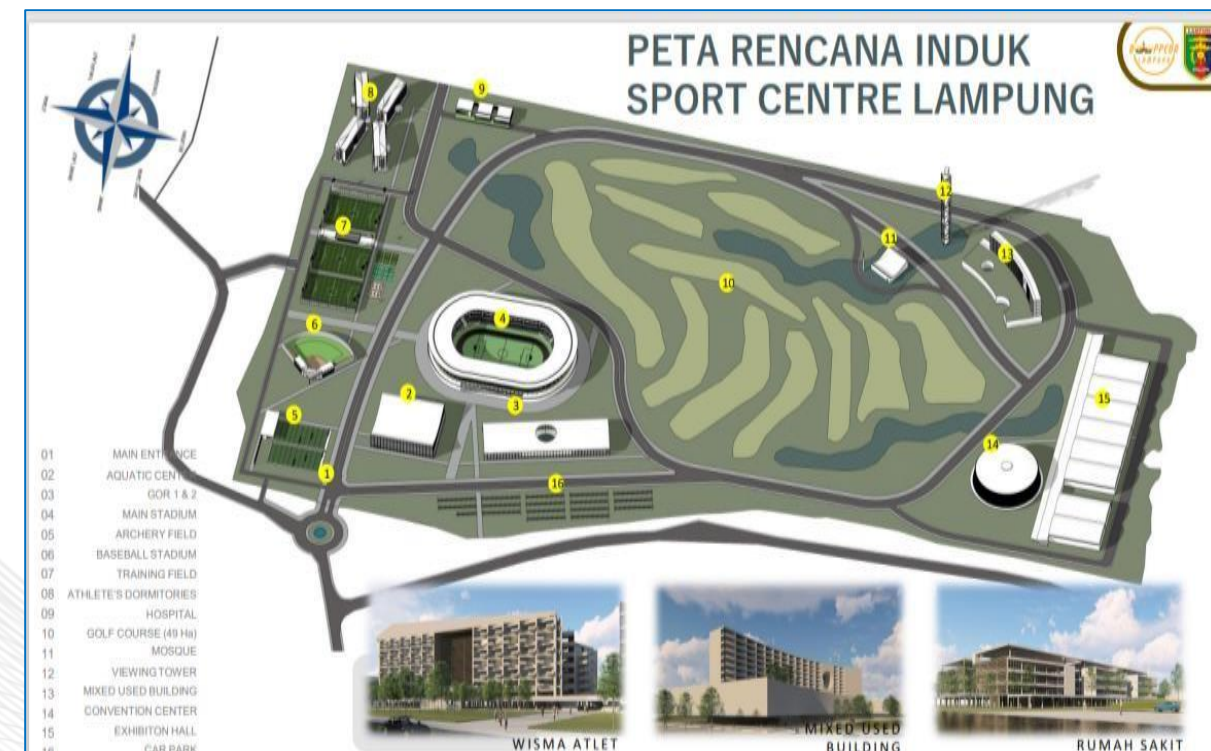 PETA RENCANA INDUK
SPORT CENTRE LAMPUNG
8
9
12
7
11
13
10
4
6
2
15
3
5
14
1
16
01 MAIN ENTRANCE
02 AQUATIC CENTRE
03 GOR 1 & 2
04 MAIN STADIUM
05 ARCHERY FIELD
06 BASEBALL STADIUM
07 TRAINING FIELD
08 ATHLETE'S DORMITORIES
09 HOSPITAL
10 GOLF COURSE (49 Ha)
11 MOSQUE
12 VIEWING TOWER
13 MIXED USED BUILDING
14 CONVENTION CENTER
15 EXHIBITON HALL
16 CAR PARK
WISMA ATLET
MIXED USED
BUILDING
RUMAH SAKIT